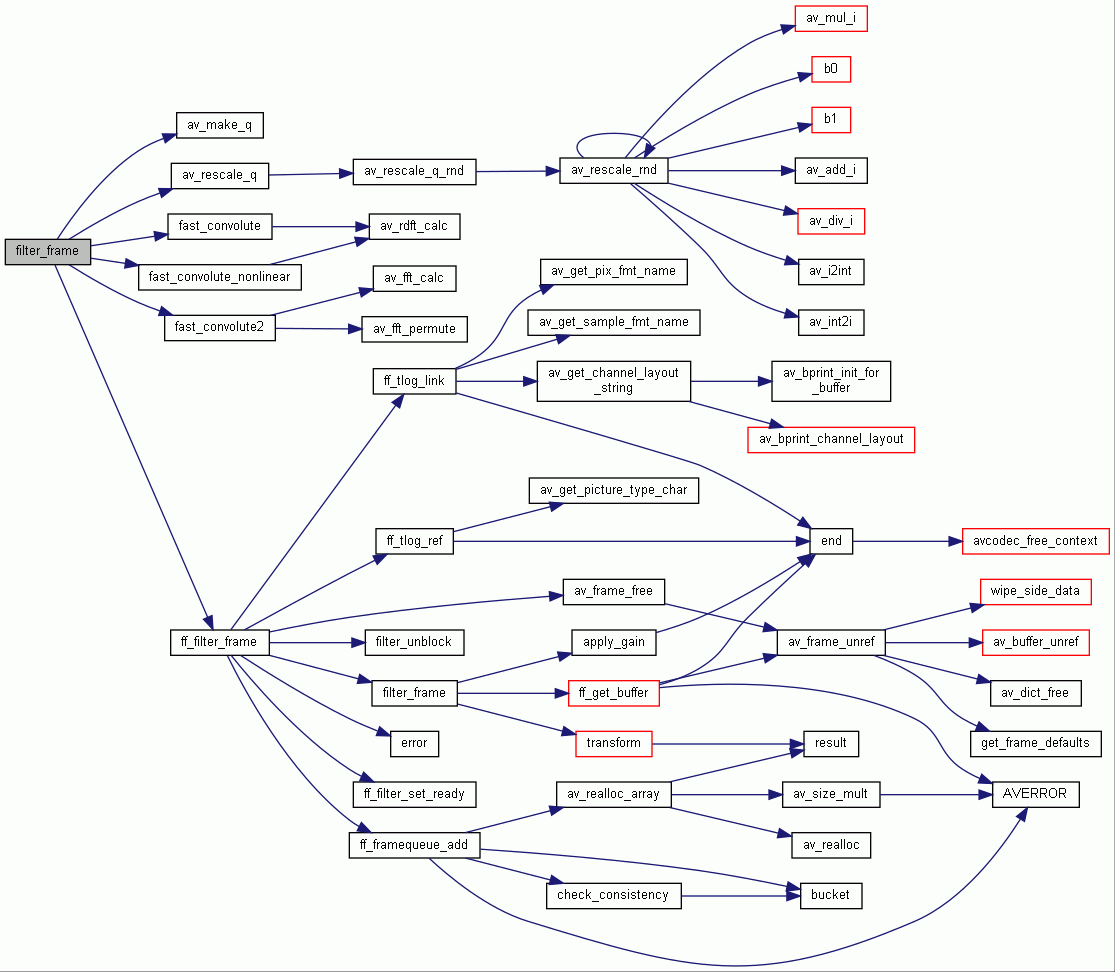 av_mul_i
b0
b1
av_make_q
av_rescale_q
av_rescale_q_rnd
av_rescale_rnd
av_add_i
fast_convolute
av_rdft_calc
av_div_i
filter_frame
fast_convolute_nonlinear
av_fft_calc
av_get_pix_fmt_name
av_i2int
fast_convolute2
av_fft_permute
av_get_sample_fmt_name
av_int2i
ff_tlog_link
av_get_channel_layout
_string
av_bprint_init_for
_buffer
av_bprint_channel_layout
av_get_picture_type_char
ff_tlog_ref
end
avcodec_free_context
av_frame_free
wipe_side_data
ff_filter_frame
filter_unblock
apply_gain
av_frame_unref
av_buffer_unref
filter_frame
ff_get_buffer
av_dict_free
error
transform
result
get_frame_defaults
ff_filter_set_ready
av_realloc_array
av_size_mult
AVERROR
ff_framequeue_add
av_realloc
check_consistency
bucket